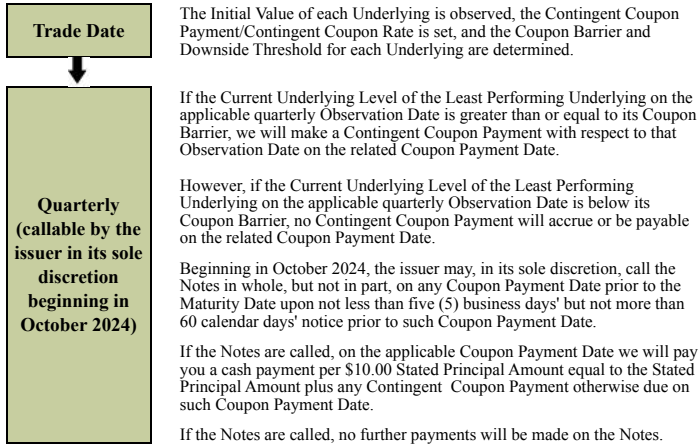 Trade Date
The Initial Value of each Underlying is observed, the Contingent Coupon
Payment/Contingent Coupon Rate is set, and the Coupon Barrier and
Downside Threshold for each Underlying are determined.
Quarterly
(callable by the
issuer in its sole
discretion
beginning in
October 2024)
If the Current Underlying Level of the Least Performing Underlying on the
applicable quarterly Observation Date is greater than or equal to its Coupon
Barrier, we will make a Contingent Coupon Payment with respect to that
Observation Date on the related Coupon Payment Date.
However, if the Current Underlying Level of the Least Performing
Underlying on the applicable quarterly Observation Date is below its
Coupon Barrier, no Contingent Coupon Payment will accrue or be payable
on the related Coupon Payment Date.
Beginning in October 2024, the issuer may, in its sole discretion, call the
Notes in whole, but not in part, on any Coupon Payment Date prior to the
Maturity Date upon not less than five (5) business days' but not more than
60 calendar days' notice prior to such Coupon Payment Date.
If the Notes are called, on the applicable Coupon Payment Date we will pay
you a cash payment per $10.00 Stated Principal Amount equal to the Stated
Principal Amount plus any Contingent Coupon Payment otherwise due on
such Coupon Payment Date.
If the Notes are called, no further payments will be made on the Notes.